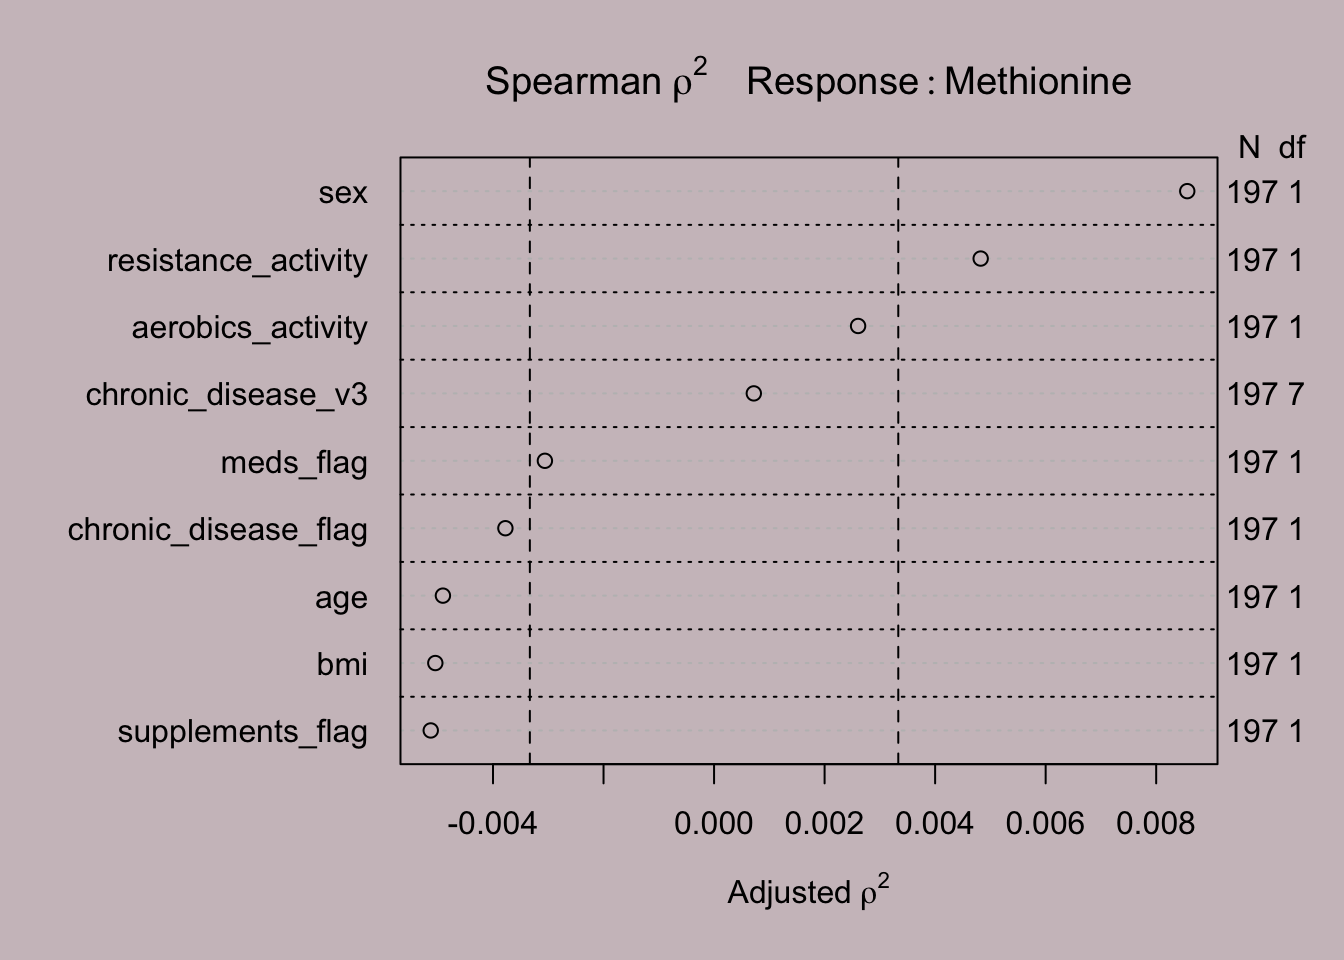 Spearman ρ² Response : Methionine
N df
sex 197 1
resistance_activity 197 1
aerobics_activity 197 1
chronic_disease_v3 197 7
meds_flag 197 1
chronic_disease_flag 197 1
age 197 1
bmi 197 1
supplements_flag 197 1
-0.004 0.000 0.002 0.004 0.006 0.008
Adjusted ρ²